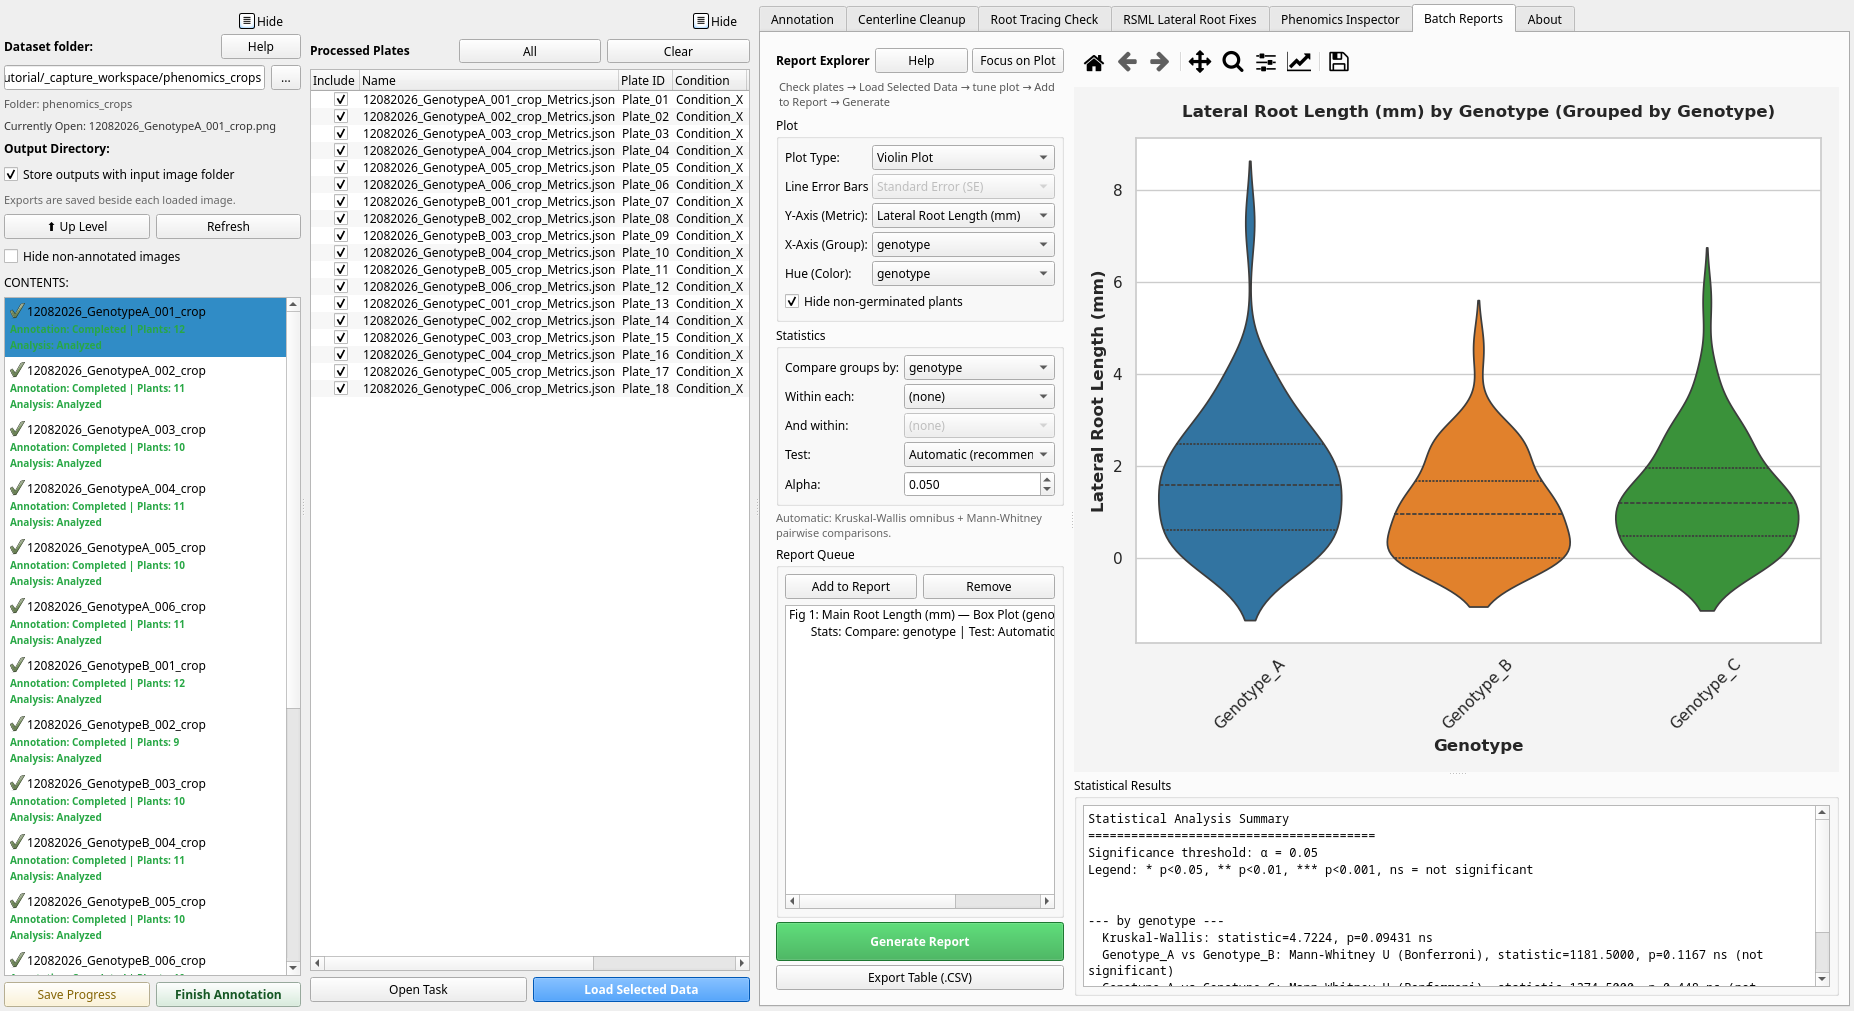 Hide
Dataset folder:
Help
utorial/_capture_workspace/phenomics_crops
...
Folder: phenomics_crops
Currently Open: 12082026_GenotypeA_001_crop.png
Output Directory:
Store outputs with input image folder
Exports are saved beside each loaded image.
Up Level
Refresh
Hide non-annotated images
CONTENTS:
12082026_GenotypeA_001_crop
Annotation: Completed | Plants: 12
Analysis: Analyzed
12082026_GenotypeA_002_crop
Annotation: Completed | Plants: 11
Analysis: Analyzed
12082026_GenotypeA_003_crop
Annotation: Completed | Plants: 10
Analysis: Analyzed
12082026_GenotypeA_004_crop
Annotation: Completed | Plants: 11
Analysis: Analyzed
12082026_GenotypeA_005_crop
Annotation: Completed | Plants: 10
Analysis: Analyzed
12082026_GenotypeA_006_crop
Annotation: Completed | Plants: 11
Analysis: Analyzed
12082026_GenotypeB_001_crop
Annotation: Completed | Plants: 12
Analysis: Analyzed
12082026_GenotypeB_002_crop
Annotation: Completed | Plants: 9
Analysis: Analyzed
12082026_GenotypeB_003_crop
Annotation: Completed | Plants: 10
Analysis: Analyzed
12082026_GenotypeB_004_crop
Annotation: Completed | Plants: 11
Analysis: Analyzed
12082026_GenotypeB_005_crop
Annotation: Completed | Plants: 10
Analysis: Analyzed
12082026_GenotypeB_006_crop
Save Progress
Finish Annotation
Hide
Processed Plates
All
Clear
Include Name Plate ID Condition
12082026_GenotypeA_001_crop_Metrics.json Plate_01 Condition_X
12082026_GenotypeA_002_crop_Metrics.json Plate_02 Condition_X
12082026_GenotypeA_003_crop_Metrics.json Plate_03 Condition_X
12082026_GenotypeA_004_crop_Metrics.json Plate_04 Condition_X
12082026_GenotypeA_005_crop_Metrics.json Plate_05 Condition_X
12082026_GenotypeA_006_crop_Metrics.json Plate_06 Condition_X
12082026_GenotypeB_001_crop_Metrics.json Plate_07 Condition_X
12082026_GenotypeB_002_crop_Metrics.json Plate_08 Condition_X
12082026_GenotypeB_003_crop_Metrics.json Plate_09 Condition_X
12082026_GenotypeB_004_crop_Metrics.json Plate_10 Condition_X
12082026_GenotypeB_005_crop_Metrics.json Plate_11 Condition_X
12082026_GenotypeB_006_crop_Metrics.json Plate_12 Condition_X
12082026_GenotypeC_001_crop_Metrics.json Plate_13 Condition_X
12082026_GenotypeC_002_crop_Metrics.json Plate_14 Condition_X
12082026_GenotypeC_003_crop_Metrics.json Plate_15 Condition_X
12082026_GenotypeC_004_crop_Metrics.json Plate_16 Condition_X
12082026_GenotypeC_005_crop_Metrics.json Plate_17 Condition_X
12082026_GenotypeC_006_crop_Metrics.json Plate_18 Condition_X
Open Task
Load Selected Data
Annotation
Centerline Cleanup
Root Tracing Check
RSML Lateral Root Fixes
Phenomics Inspector
Batch Reports
About
Report Explorer
Help
Focus on Plot
Check plates → Load Selected Data → tune plot → Add
to Report → Generate
Plot
Plot Type: Violin Plot
Line Error Bars Standard Error (SE)
Y-Axis (Metric): Lateral Root Length (mm)
X-Axis (Group): genotype
Hue (Color): genotype
Hide non-germinated plants
Statistics
Compare groups by: genotype
Within each: (none)
And within: (none)
Test: Automatic (recommen
Alpha: 0.050
Automatic: Kruskal-Wallis omnibus + Mann-Whitney
pairwise comparisons.
Report Queue
Add to Report
Remove
Fig 1: Main Root Length (mm) — Box Plot (geno
Stats: Compare: genotype | Test: Automatic
Generate Report
Export Table (.CSV)
Lateral Root Length (mm) by Genotype (Grouped by Genotype)
Lateral Root Length (mm)
8
6
4
2
0
Genotype_A
Genotype_B
Genotype_C
Genotype
Statistical Results
Statistical Analysis Summary
========================================
Significance threshold: α = 0.05
Legend: * p<0.05, ** p<0.01, *** p<0.001, ns = not significant
--- by genotype ---
Kruskal-Wallis: statistic=4.7224, p=0.09431 ns
Genotype_A vs Genotype_B: Mann-Whitney U (Bonferroni), statistic=1181.5000, p=0.1167 ns (not
significant)
Genotype_A vs Genotype_C: Mann-Whitney U (Bonferroni), statistic=1274.5000, p=0.448 ns (not